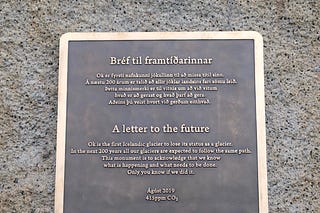 Bréf til framtíðarinnar
Ok er fyrsti nafnkunni jökullinn til að missa titil sinn.
Á næstu 200 árum er talið að allir jöklar landsins fari sömu leið.
Þetta minnismerki er til vitnis um að við vitum
hvað er að gerast og hvað þarf að gera.
Aðeins þú veist hvort við gerðum eitthvað.
A letter to the future
Ok is the first Icelandic glacier to lose its status as a glacier.
In the next 200 years all our glaciers are expected to follow the same path.
This monument is to acknowledge that we know
what is happening and what needs to be done.
Only you know if we did it.
Ágúst 2019
415ppm CO₂